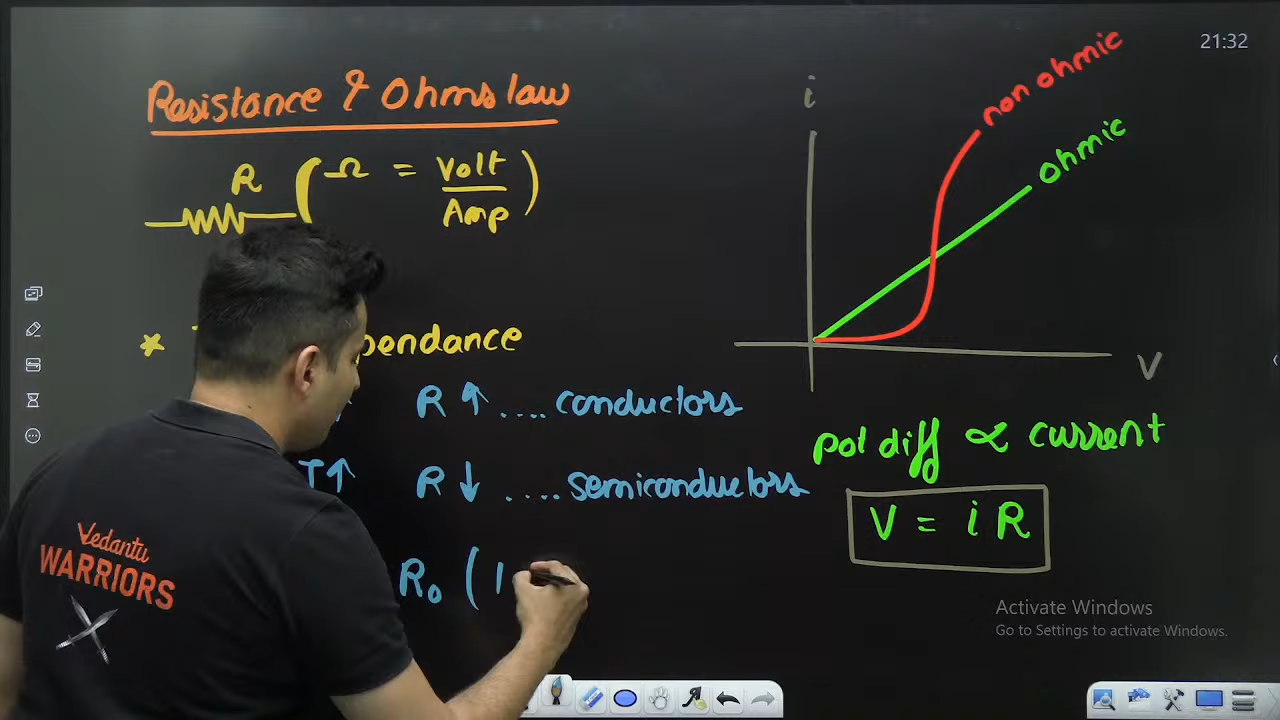 21:32
Resistance & Ohms law
R ( Ω = Volt / Amp )
i
non ohmic
ohmic
V
pendance
R ↑ .... conductors
T↑ R ↓ .... semiconductors
R₀ ( 1
pot diff ∝ current
V = i R
Vedantu
WARRIORS
Activate Windows
Go to Settings to activate Windows.